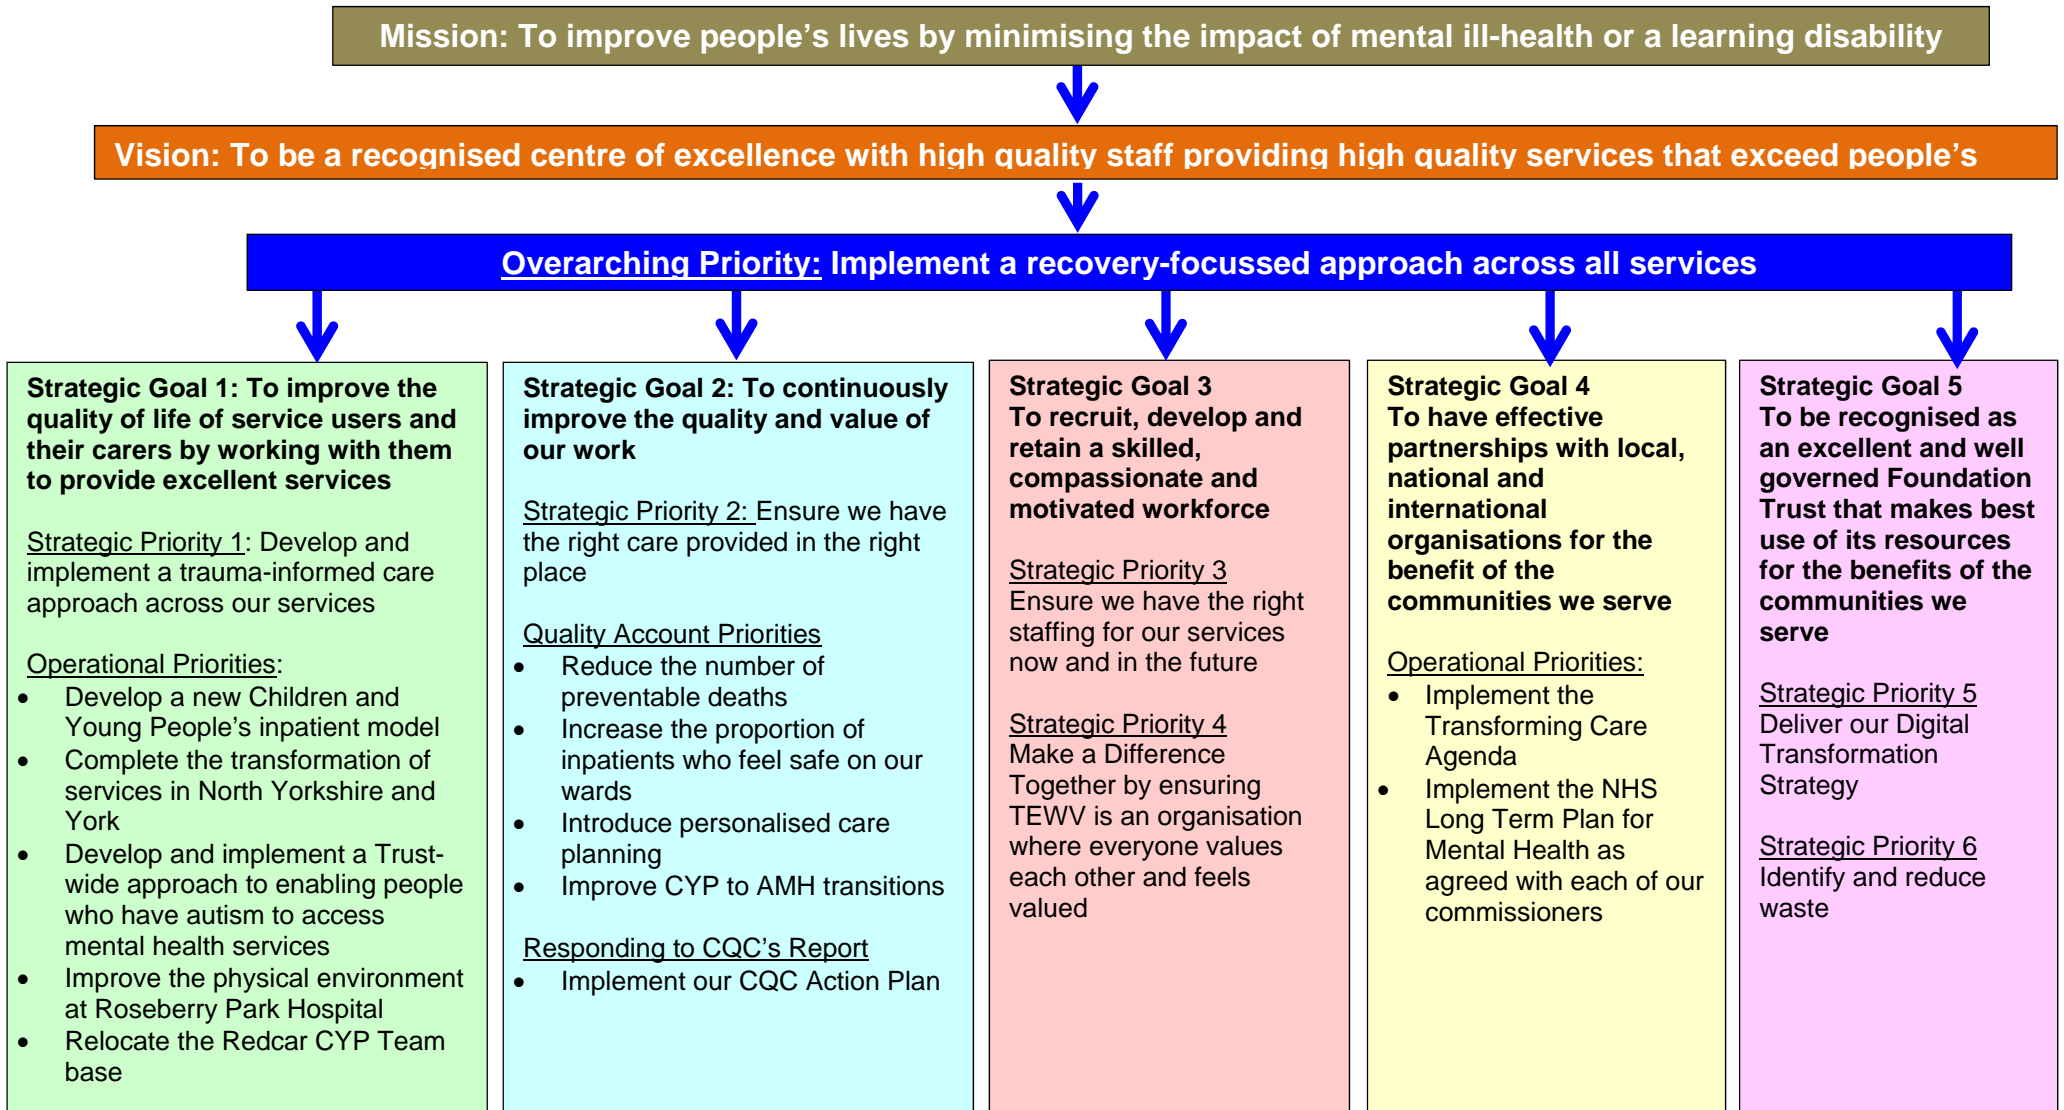 Mission: To improve people’s lives by minimising the impact of mental ill-health or a learning disability
Vision: To be a recognised centre of excellence with high quality staff providing high quality services that exceed people’s
Overarching Priority: Implement a recovery-focussed approach across all services
Strategic Goal 1: To improve the
quality of life of service users and
their carers by working with them
to provide excellent services
Strategic Priority 1: Develop and
implement a trauma-informed care
approach across our services
Operational Priorities:
• Develop a new Children and
Young People’s inpatient model
• Complete the transformation of
services in North Yorkshire and
York
• Develop and implement a Trust-
wide approach to enabling people
who have autism to access
mental health services
• Improve the physical environment
at Roseberry Park Hospital
• Relocate the Redcar CYP Team
base
Strategic Goal 2: To continuously
improve the quality and value of
our work
Strategic Priority 2: Ensure we have
the right care provided in the right
place
Quality Account Priorities
• Reduce the number of
preventable deaths
• Increase the proportion of
inpatients who feel safe on our
wards
• Introduce personalised care
planning
• Improve CYP to AMH transitions
Responding to CQC’s Report
• Implement our CQC Action Plan
Strategic Goal 3
To recruit, develop and
retain a skilled,
compassionate and
motivated workforce
Strategic Priority 3
Ensure we have the right
staffing for our services
now and in the future
Strategic Priority 4
Make a Difference
Together by ensuring
TEWV is an organisation
where everyone values
each other and feels
valued
Strategic Goal 4
To have effective
partnerships with local,
national and
international
organisations for the
benefit of the
communities we serve
Operational Priorities:
• Implement the
Transforming Care
Agenda
• Implement the NHS
Long Term Plan for
Mental Health as
agreed with each of our
commissioners
Strategic Goal 5
To be recognised as
an excellent and well
governed Foundation
Trust that makes best
use of its resources
for the benefits of the
communities we
serve
Strategic Priority 5
Deliver our Digital
Transformation
Strategy
Strategic Priority 6
Identify and reduce
waste